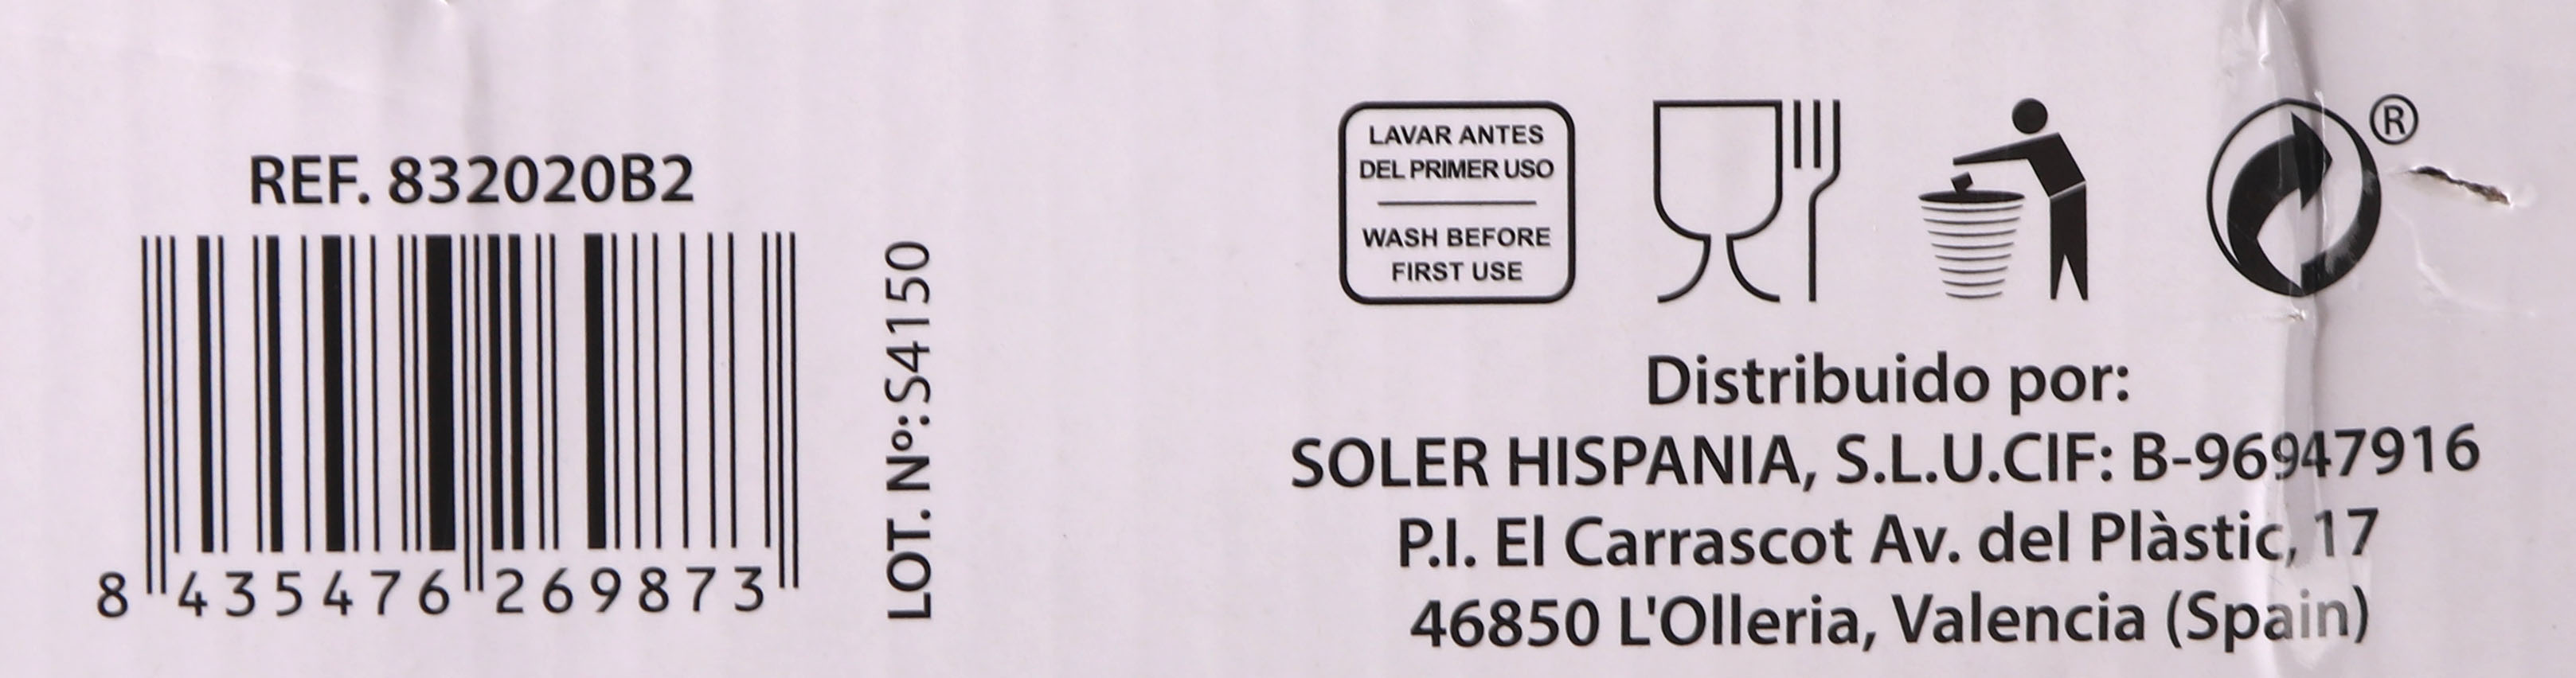 REF. 832020B2
8 435476 269873
LOT. Nº: S4150
LAVAR ANTES
DEL PRIMER USO
WASH BEFORE
FIRST USE
®
Distribuido por:
SOLER HISPANIA, S.L.U.CIF: B-96947916
P.I. El Carrascot Av. del Plàstic, 17
46850 L'Olleria, Valencia (Spain)